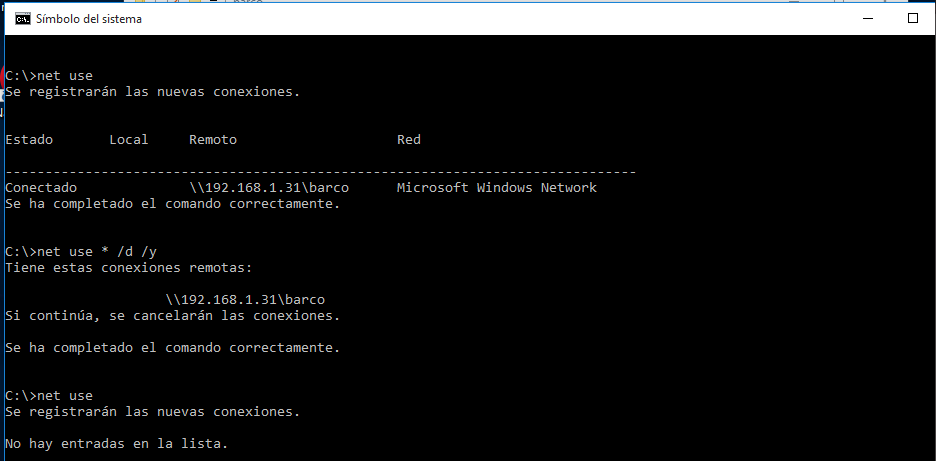 Símbolo del sistema
C:\>net use
Se registrarán las nuevas conexiones.
Estado Local Remoto Red
-------------------------------------------------------------------------------
Conectado \\192.168.1.31\barco Microsoft Windows Network
Se ha completado el comando correctamente.
C:\>net use * /d /y
Tiene estas conexiones remotas:
\\192.168.1.31\barco
Si continúa, se cancelarán las conexiones.
Se ha completado el comando correctamente.
C:\>net use
Se registrarán las nuevas conexiones.
No hay entradas en la lista.